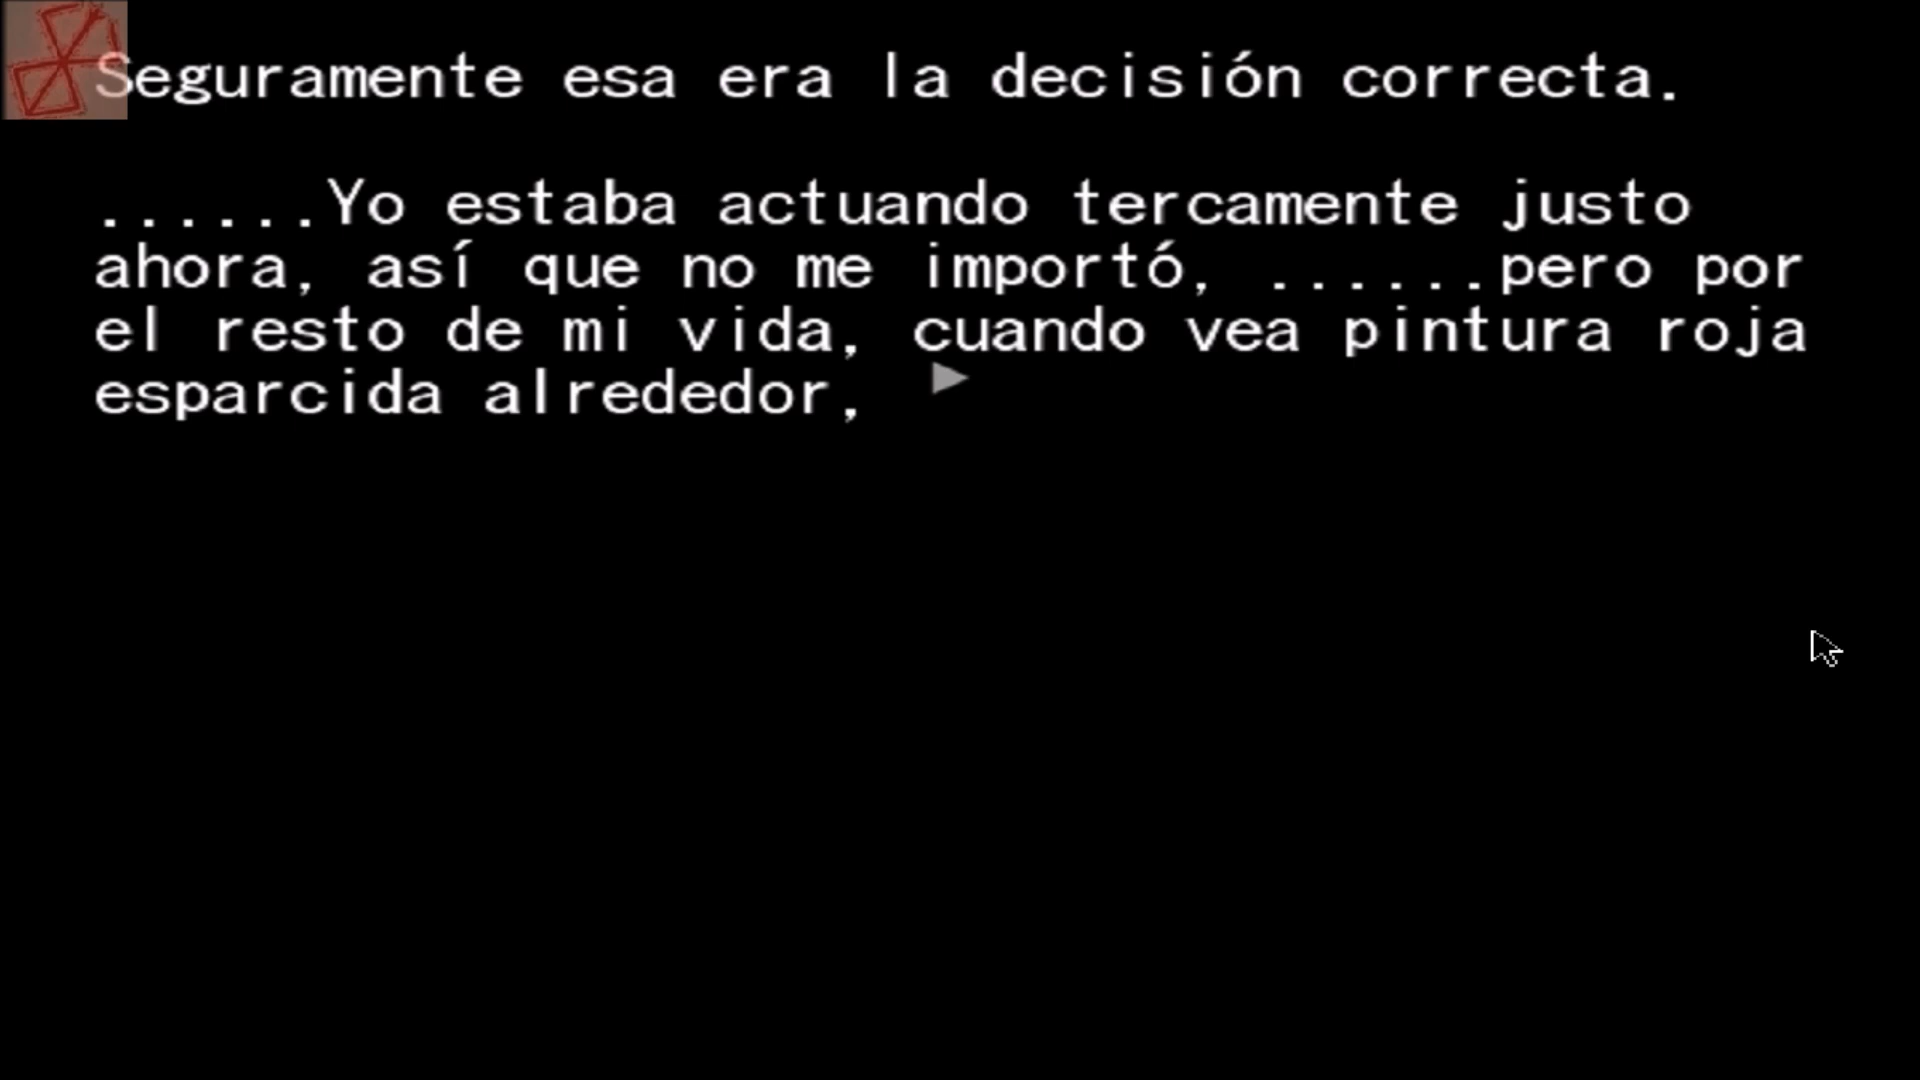 Seguramente esa era la decisión correcta.
......Yo estaba actuando tercamente justo
ahora, así que no me importó, ......pero por
el resto de mi vida, cuando vea pintura roja
esparcida alrededor,